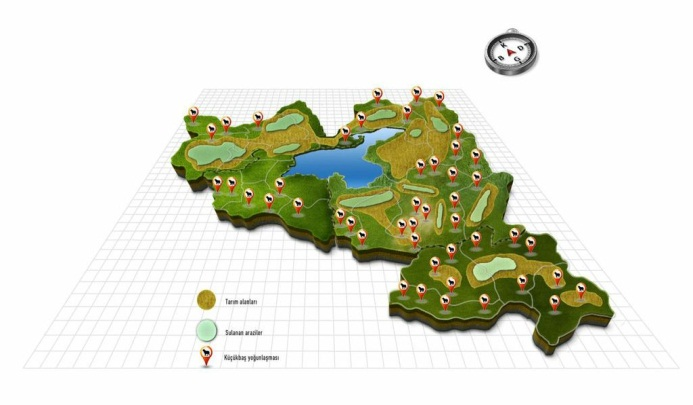 K
D
B
G
Tarım alanları
Sulanan araziler
Küçükbaş yoğunlaşması